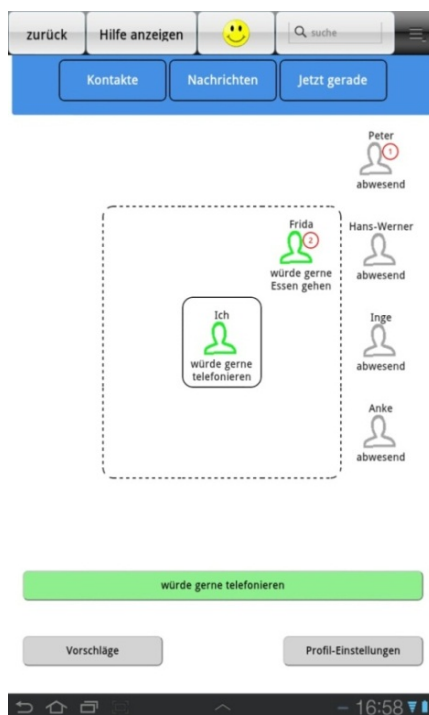 zurück
Hilfe anzeigen
suche
Kontakte
Nachrichten
Jetzt gerade
Peter
1
abwesend
Frida
2
würde gerne
Essen gehen
Hans-Werner
abwesend
Ich
würde gerne
telefonieren
Inge
abwesend
Anke
abwesend
würde gerne telefonieren
Vorschläge
Profil-Einstellungen
16:58